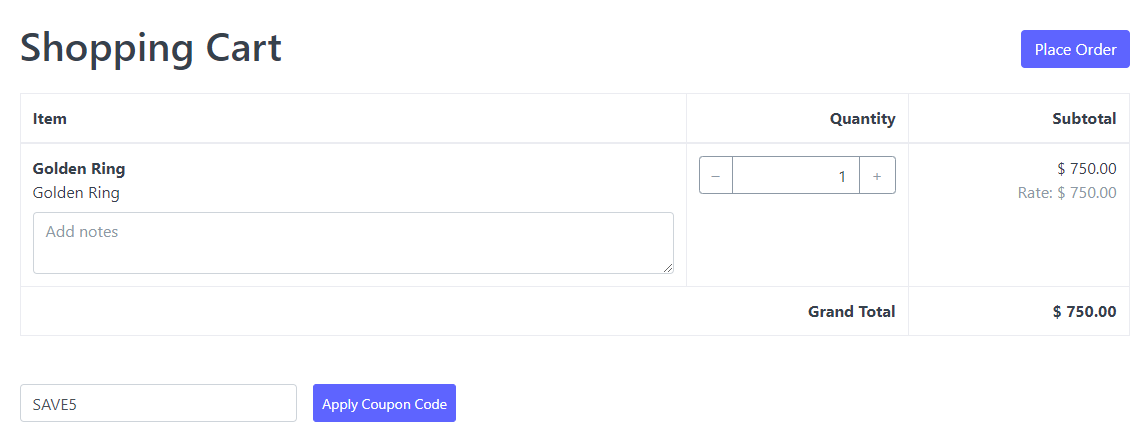 Shopping Cart
Place Order
Item Quantity Subtotal
Golden Ring
Golden Ring
Add notes
− 1 +
$ 750.00
Rate: $ 750.00
Grand Total $ 750.00
SAVE5 Apply Coupon Code